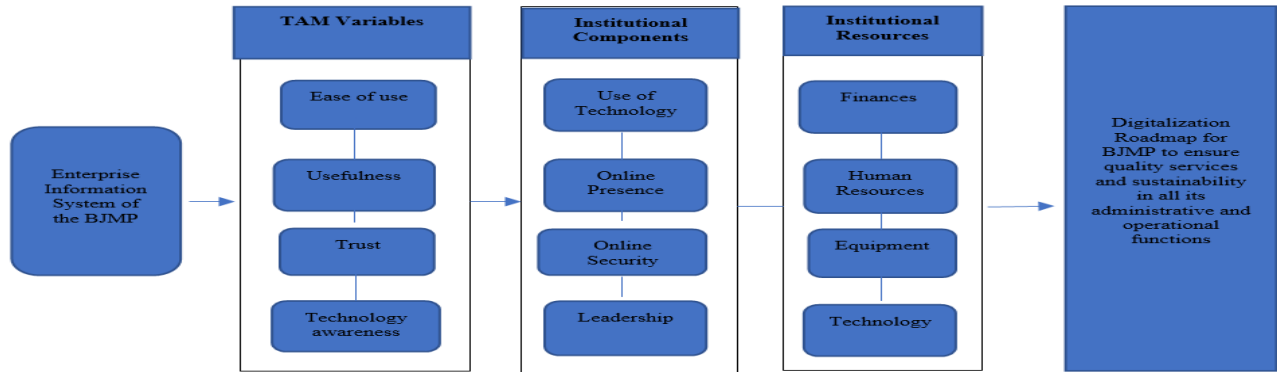 Enterprise
Information
System of
the BJMP
TAM Variables
Ease of use
Usefulness
Trust
Technology
awareness
Institutional
Components
Use of
Technology
Online
Presence
Online
Security
Leadership
Institutional
Resources
Finances
Human
Resources
Equipment
Technology
Digitalization
Roadmap for
BJMP to ensure
quality services
and sustainability
in all its
administrative and
operational
functions